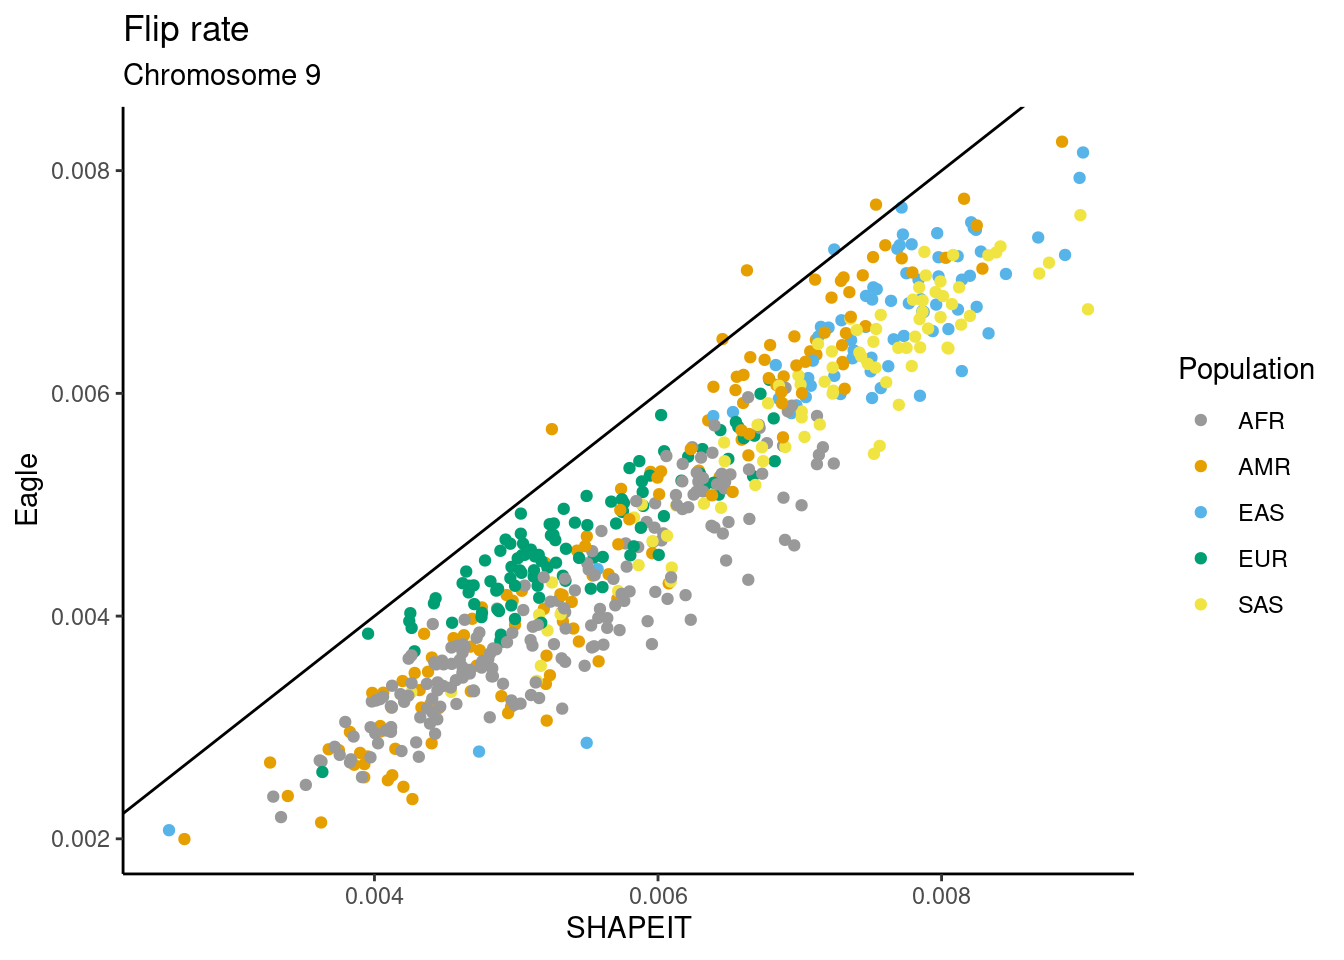 Flip rate
Chromosome 9
0.008
0.006
0.004
0.002
Eagle
0.004
0.006
0.008
SHAPEIT
Population
AFR
AMR
EAS
EUR
SAS